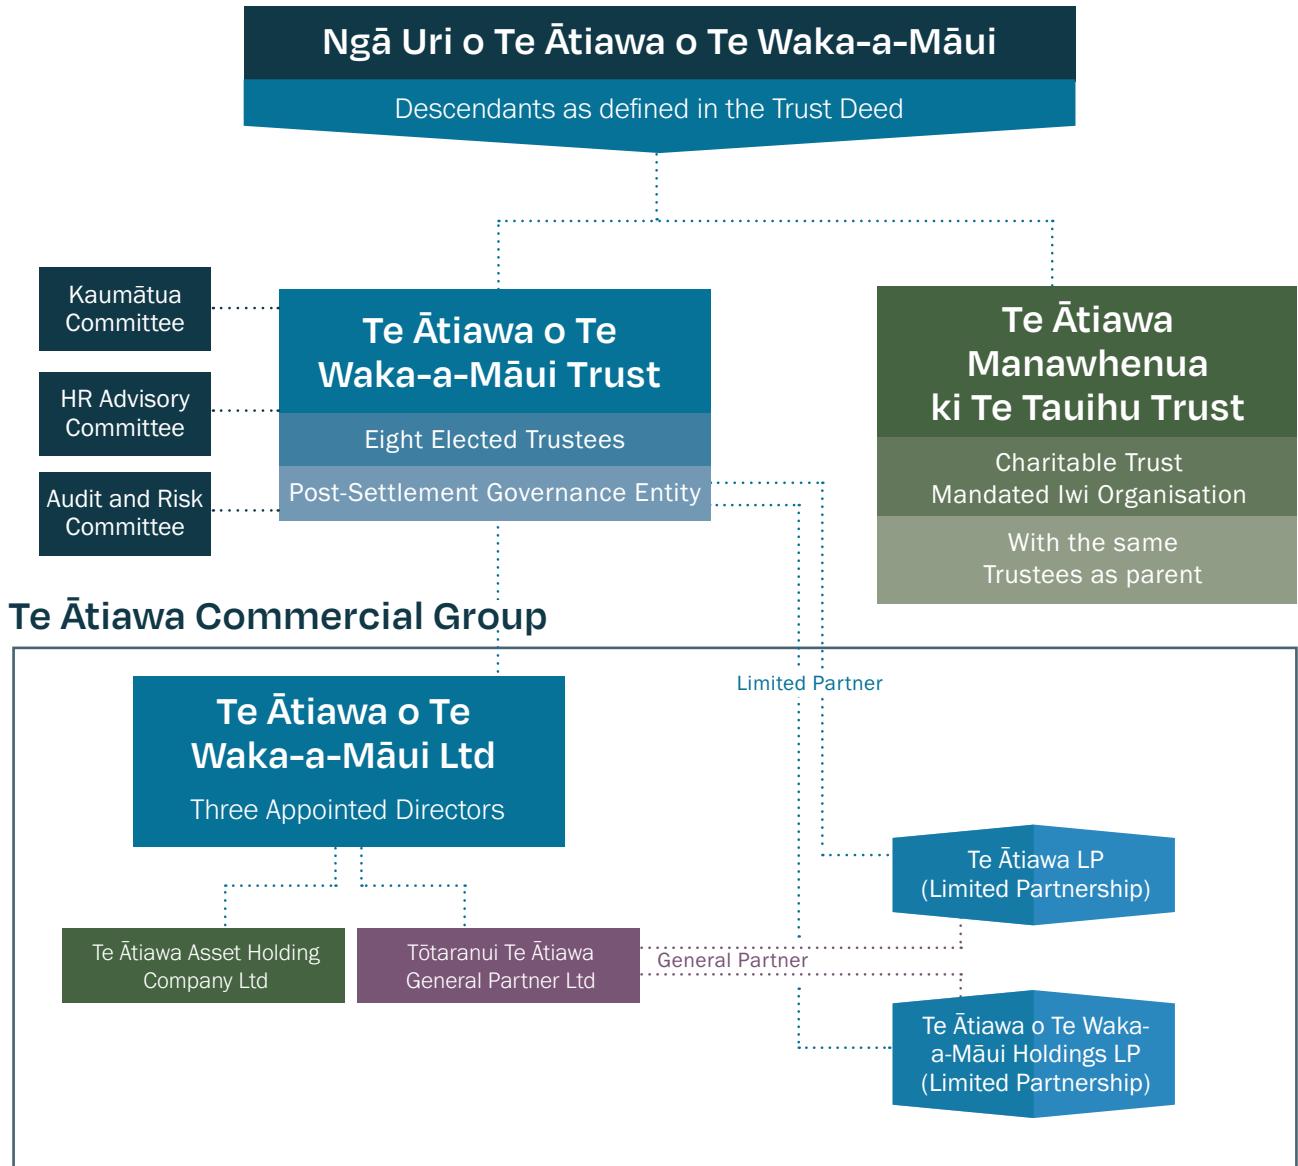 Ngā Uri o Te Ātiawa o Te Waka-a-Māui
Descendants as defined in the Trust Deed
Kaumātua
Committee
HR Advisory
Committee
Audit and Risk
Committee
Te Ātiawa o Te
Waka-a-Māui Trust
Eight Elected Trustees
Post-Settlement Governance Entity
Te Ātiawa
Manawhenua
ki Te Tauihu Trust
Charitable Trust
Mandated Iwi Organisation
With the same
Trustees as parent
Te Ātiawa Commercial Group
Te Ātiawa o Te
Waka-a-Māui Ltd
Three Appointed Directors
Limited Partner
Te Ātiawa LP
(Limited Partnership)
Te Ātiawa Asset Holding
Company Ltd
Tōtaranui Te Ātiawa
General Partner Ltd
General Partner
Te Ātiawa o Te Waka-
a-Māui Holdings LP
(Limited Partnership)